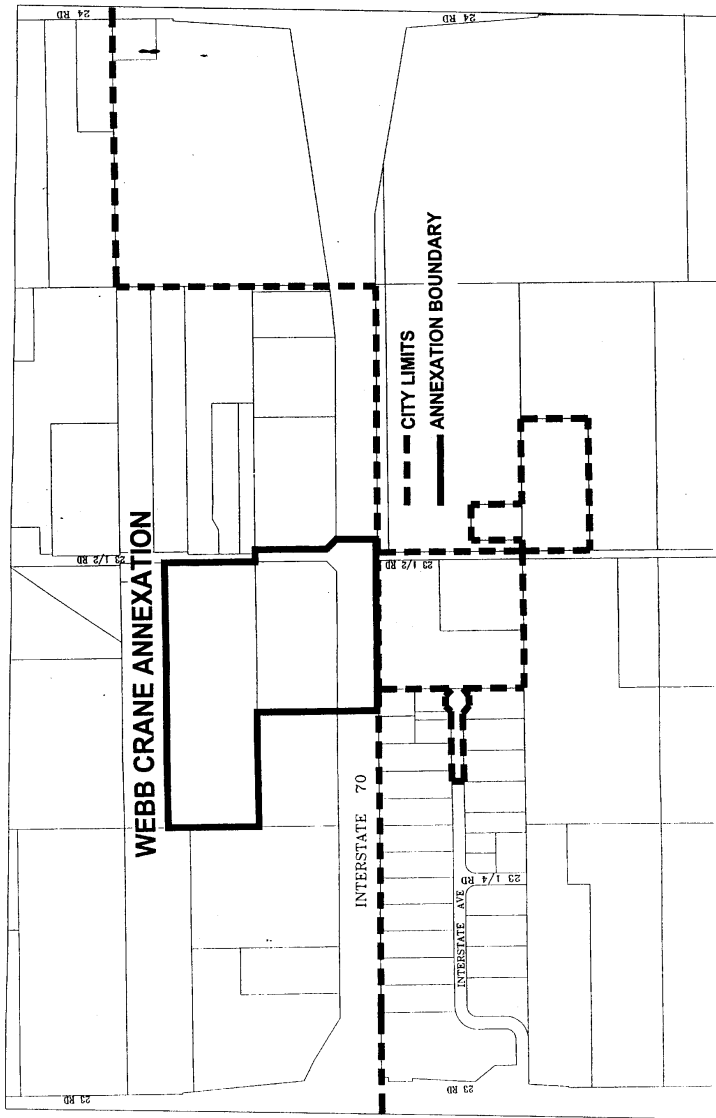 24 RD
24 RD
CITY LIMITS
ANNEXATION BOUNDARY
WEBB CRANE ANNEXATION
23 1/2 RD
23 1/2 RD
INTERSTATE 70
23 1/4 RD
INTERSTATE AVE
23 RD
23 RD